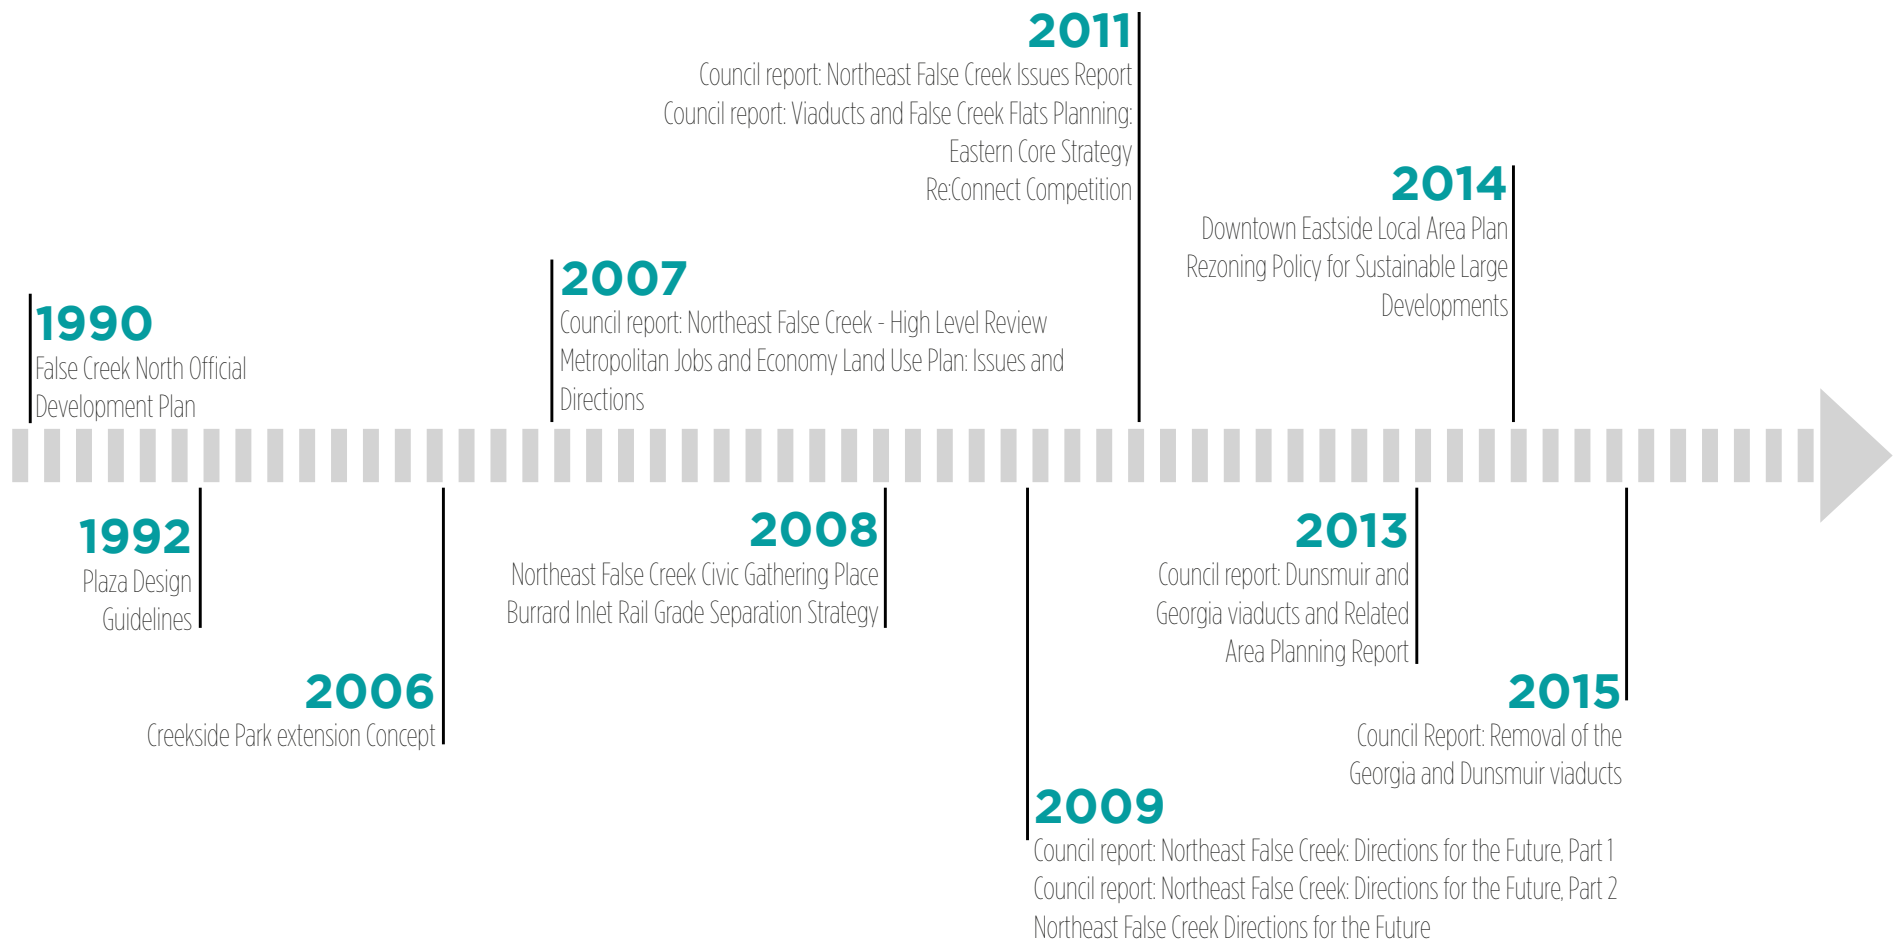 2011
Council report: Northeast False Creek Issues Report
Council report: Viaducts and False Creek Flats Planning:
Eastern Core Strategy
Re:Connect Competition
2014
Downtown Eastside Local Area Plan
Rezoning Policy for Sustainable Large
Developments
2007
Council report: Northeast False Creek - High Level Review
Metropolitan Jobs and Economy Land Use Plan: Issues and
Directions
1990
False Creek North Official
Development Plan
1992
Plaza Design
Guidelines
2006
Creekside Park extension Concept
2008
Northeast False Creek Civic Gathering Place
Burrard Inlet Rail Grade Separation Strategy
2013
Council report: Dunsmuir and
Georgia viaducts and Related
Area Planning Report
2015
Council Report: Removal of the
Georgia and Dunsmuir viaducts
2009
Council report: Northeast False Creek: Directions for the Future, Part 1
Council report: Northeast False Creek: Directions for the Future, Part 2
Northeast False Creek Directions for the Future